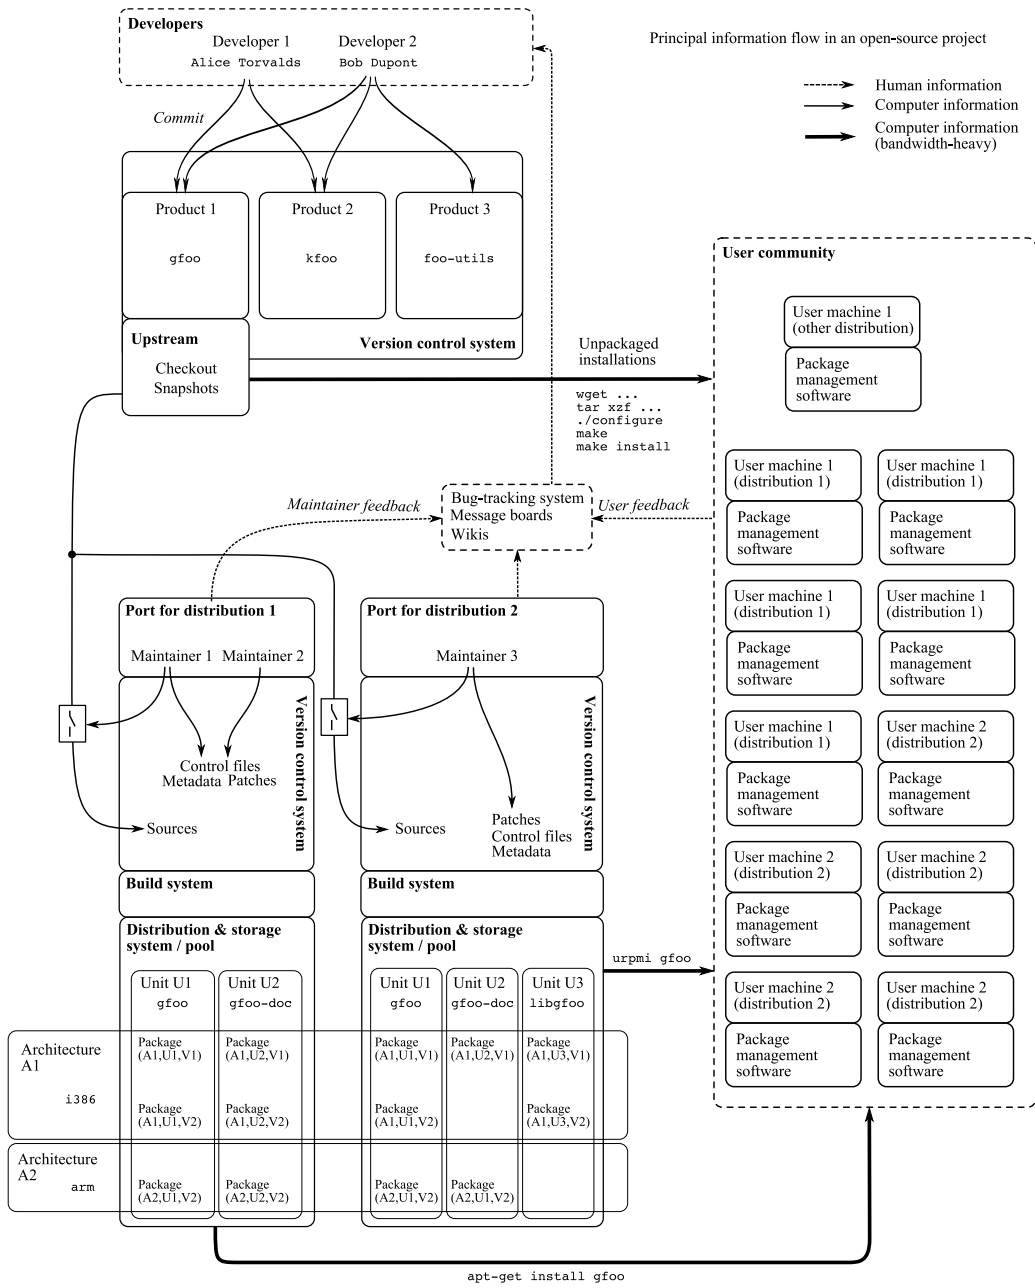 Principal information flow in an open-source project
Human information
Computer information
Computer information
(bandwidth-heavy)
Developers
Developer 1
Alice Torvalds
Developer 2
Bob Dupont
Commit
Product 1
gfoo
Product 2
kfoo
Product 3
foo-utils
Version control system
Upstream
Checkout
Snapshots
Unpackaged
installations
wget ...
tar xzf ...
./configure
make
make install
Maintainer feedback
Bug-tracking system
Message boards
Wikis
User feedback
User community
User machine 1
(other distribution)
Package
management
software
User machine 1
(distribution 1)
Package
management
software
User machine 1
(distribution 1)
Package
management
software
User machine 1
(distribution 1)
Package
management
software
User machine 1
(distribution 1)
Package
management
software
User machine 1
(distribution 1)
Package
management
software
User machine 2
(distribution 2)
Package
management
software
User machine 2
(distribution 2)
Package
management
software
User machine 2
(distribution 2)
Package
management
software
User machine 2
(distribution 2)
Package
management
software
User machine 2
(distribution 2)
Package
management
software
Port for distribution 1
Maintainer 1
Maintainer 2
Version control system
Control files
Metadata Patches
Sources
Build system
Distribution & storage
system / pool
Unit U1
gfoo
Unit U2
gfoo-doc
Port for distribution 2
Maintainer 3
Version control system
Patches
Control files
Metadata
Sources
Build system
Distribution & storage
system / pool
Unit U1
gfoo
Unit U2
gfoo-doc
Unit U3
libgfoo
urpmi gfoo
Architecture
A1
i386
Package
(A1,U1,V1)
Package
(A1,U2,V1)
Package
(A1,U1,V1)
Package
(A1,U2,V1)
Package
(A1,U3,V1)
Package
(A1,U1,V2)
Package
(A1,U2,V2)
Package
(A1,U1,V2)
Package
(A1,U3,V2)
Architecture
A2
arm
Package
(A2,U1,V2)
Package
(A2,U2,V2)
Package
(A2,U1,V2)
Package
(A2,U1,V2)
apt-get install gfoo